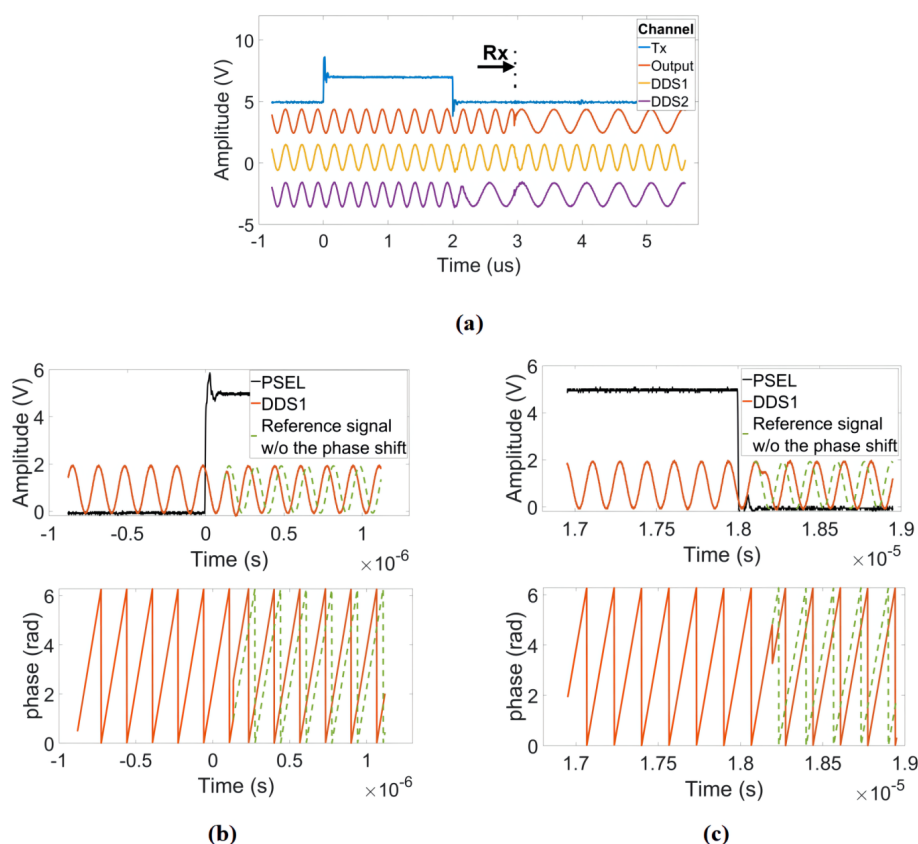 Channel
Tx
Output
DDS1
DDS2
Rx
10
5
0
-5
Amplitude (V)
-1 0 1 2 3 4 5
Time (us)
(a)
6
4
2
0
Amplitude (V)
PSEL
DDS1
Reference signal
w/o the phase shift
-1 -0.5 0 0.5 1
Time (s)
×10⁻⁶
6
4
2
0
phase (rad)
-1 -0.5 0 0.5 1
Time (s)
×10⁻⁶
(b)
6
4
2
0
Amplitude (V)
PSEL
DDS1
Reference signal
w/o the phase shift
1.7 1.75 1.8 1.85 1.9
Time (s)
×10⁻⁵
6
4
2
0
phase (rad)
1.7 1.75 1.8 1.85 1.9
Time (s)
×10⁻⁵
(c)